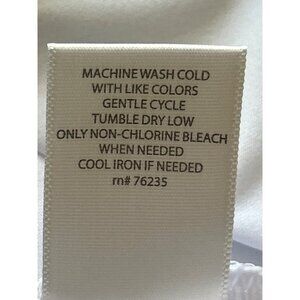 MACHINE WASH COLD
WITH LIKE COLORS
GENTLE CYCLE
TUMBLE DRY LOW
ONLY NON-CHLORINE BLEACH
WHEN NEEDED
COOL IRON IF NEEDED
rn# 76235